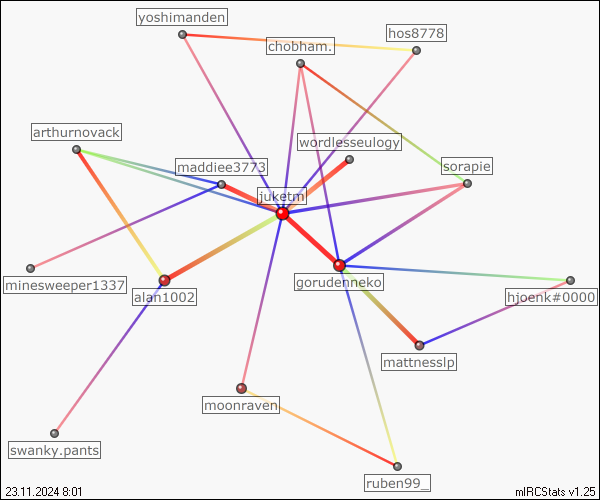 yoshimanden
hos8778
chobham.
arthurnovack
wordlesseulogy
maddiee3773
sorapie
juketm
minesweeper1337
alan1002
gorudenneko
hjoenk#0000
mattnesslp
moonraven
swanky.pants
ruben99_
23.11.2024 8:01
mIRCStats v1.25